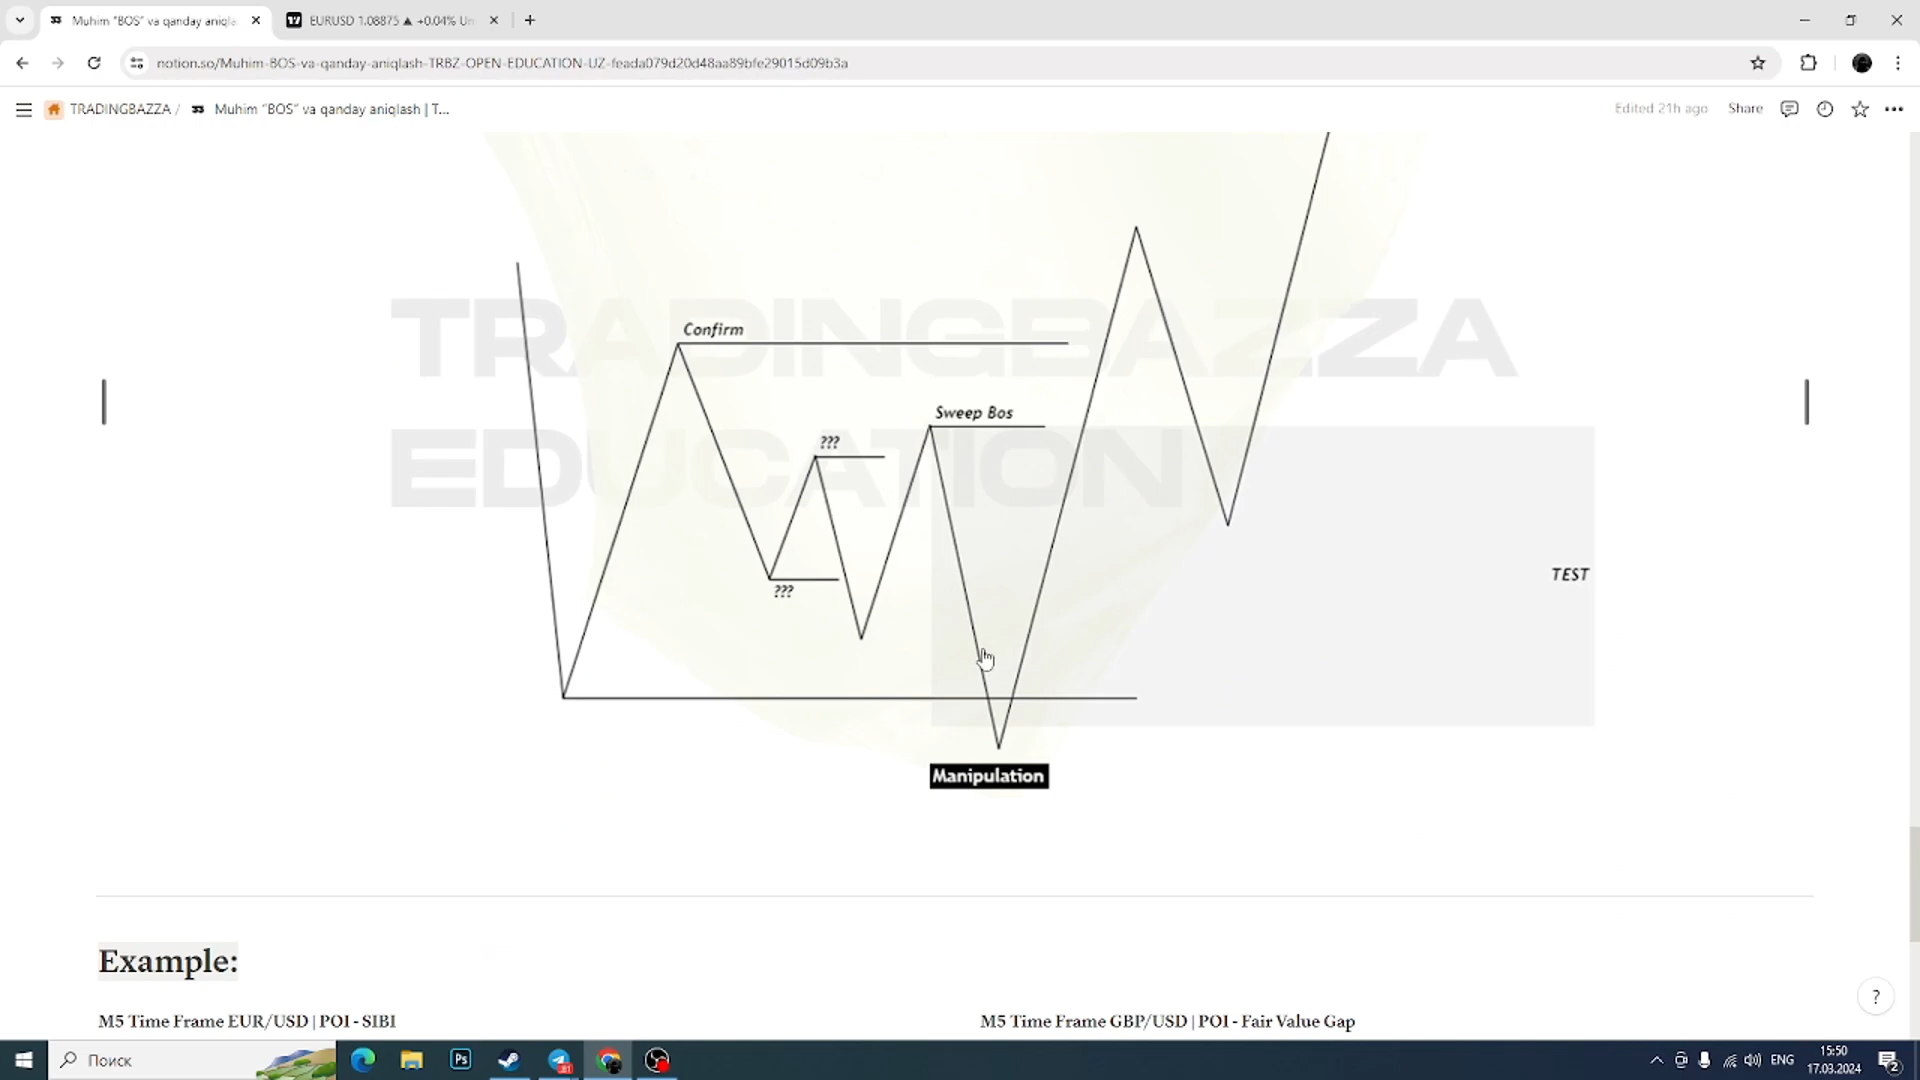 Muhim “BOS” va qanday aniqla
EURUSD 1.08875 ▲ +0.04% Un
notion.so/Muhim-BOS-va-qanday-aniqlash-TRBZ-OPEN-EDUCATION-UZ-feada079d20d48aa89bfe29015d09b3a
TRADINGBAZZA / Muhim “BOS” va qanday aniqlash | T...
Edited 21h ago Share
TRADINGBAZZA
EDUCATION
Confirm
Sweep Bos
???
???
TEST
Manipulation
Example:
M5 Time Frame EUR/USD | POI - SIBI
M5 Time Frame GBP/USD | POI - Fair Value Gap
?
Поиск
Ps
ENG
15:50
17.03.2024
2